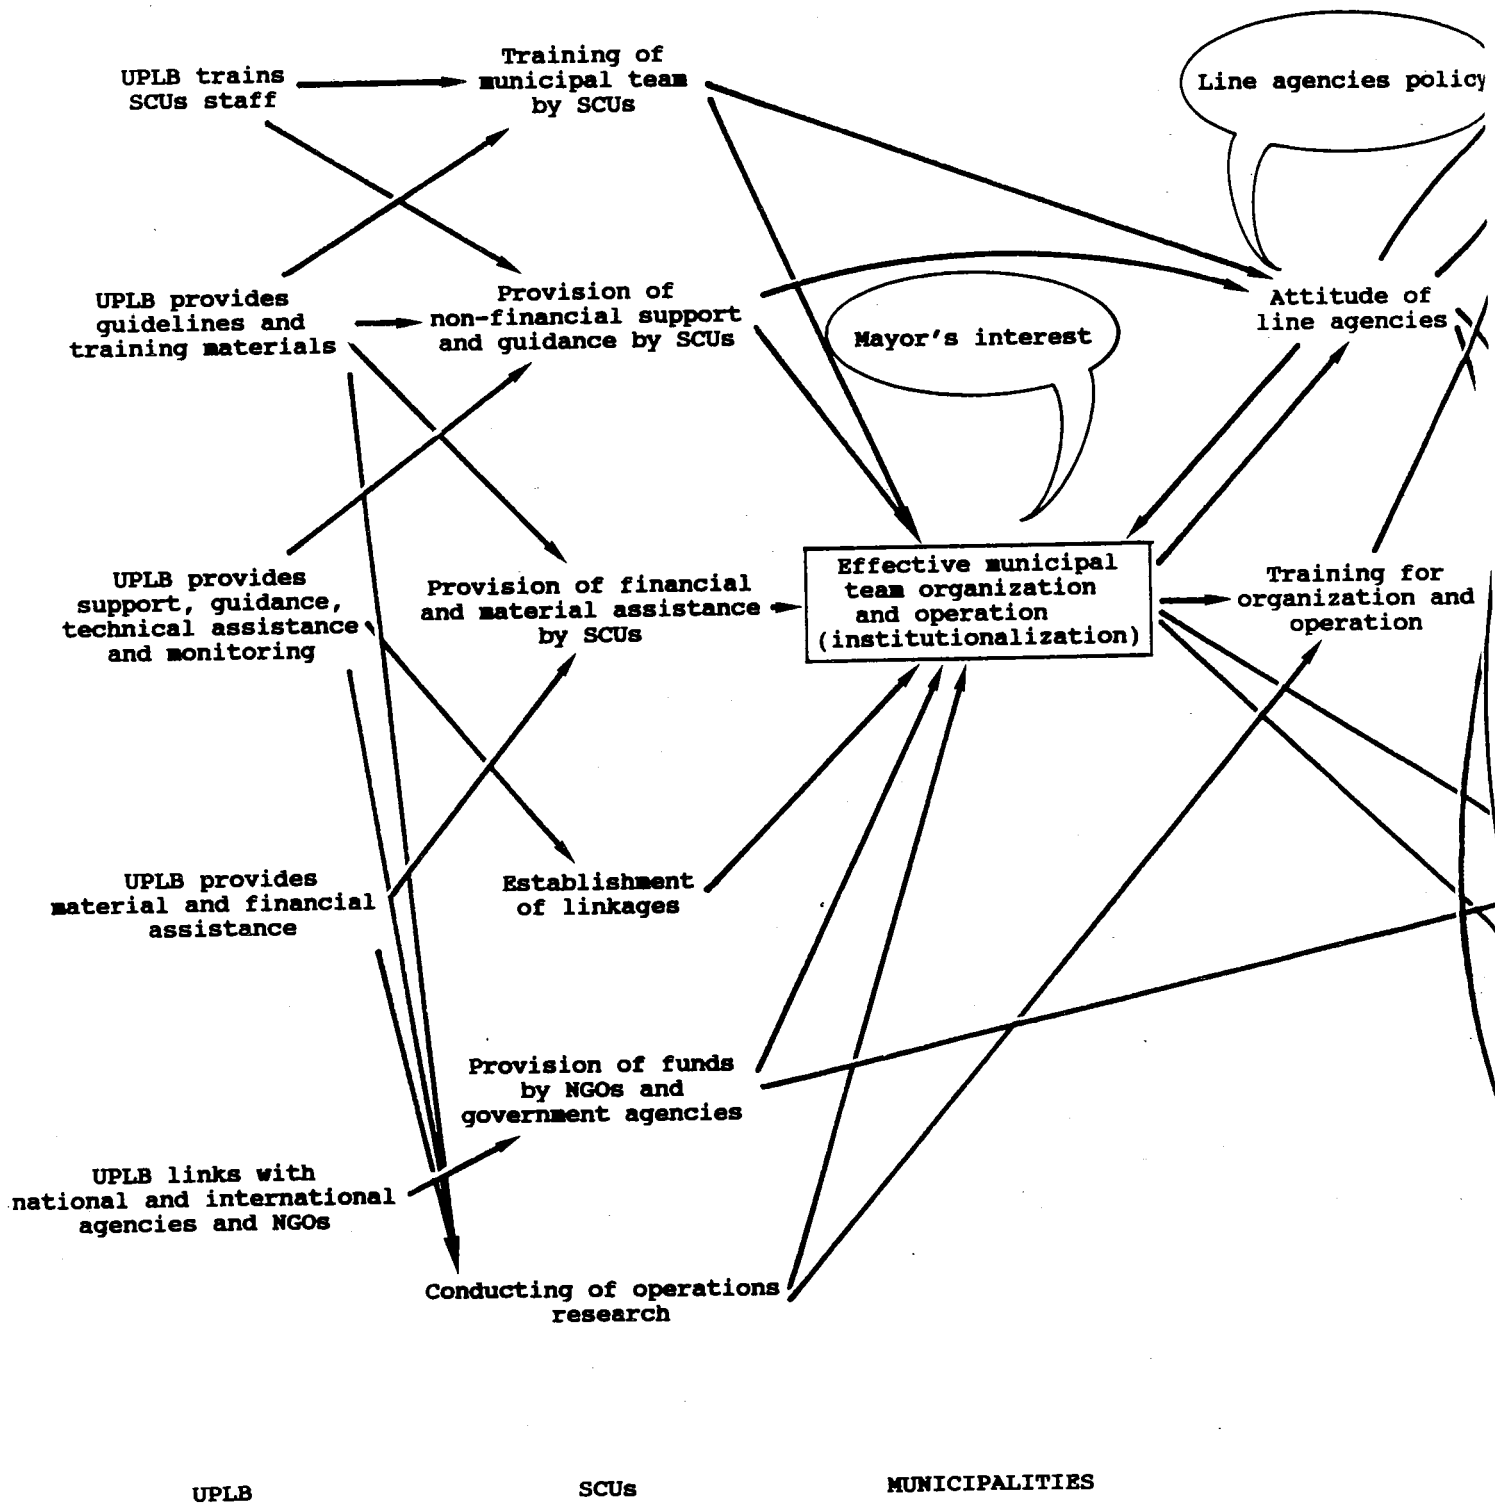 UPLB trains
SCUs staff
Training of
municipal team
by SCUs
Line agencies policy
UPLB provides
guidelines and
training materials
Provision of
non-financial support
and guidance by SCUs
Mayor's interest
Attitude of
line agencies
UPLB provides
support, guidance,
technical assistance
and monitoring
Provision of financial
and material assistance
by SCUs
Effective municipal
team organization
and operation
(institutionalization)
Training for
organization and
operation
UPLB provides
material and financial
assistance
Establishment
of linkages
Provision of funds
by NGOs and
government agencies
UPLB links with
national and international
agencies and NGOs
Conducting of operations
research
UPLB
SCUs
MUNICIPALITIES